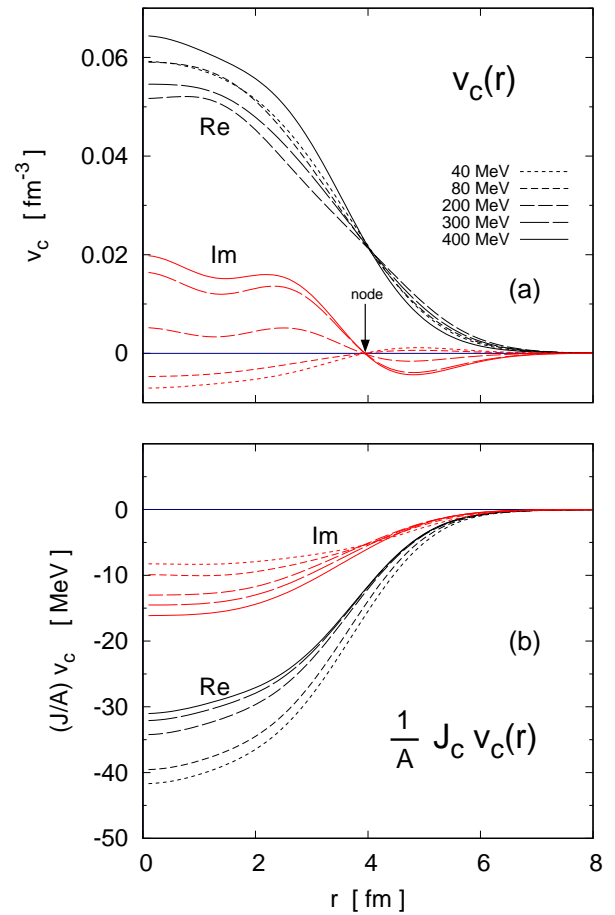 v_c(r)
0.06
Re
0.04
v_c [ fm^-3 ]
40 MeV
80 MeV
200 MeV
300 MeV
400 MeV
0.02
Im
node
(a)
0
0
Im
-10
(J/A) v_c [ MeV ]
-20
(b)
Re
-30
1/A J_c v_c(r)
-40
-50
0 2 4 6 8
r [ fm ]